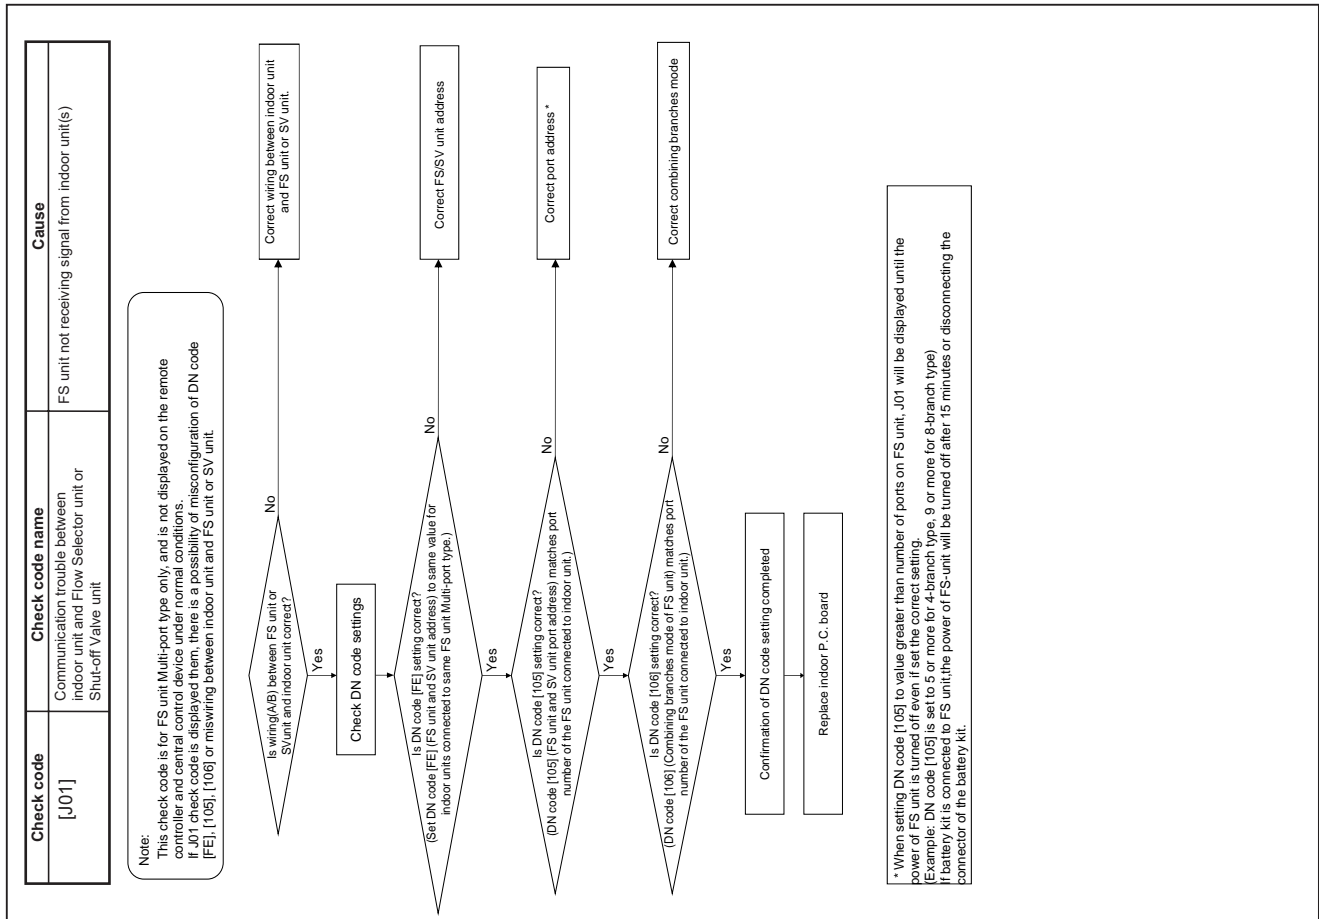 Check code
Check code name
Cause
[J01]
Communication trouble between
indoor unit and Flow Selector unit or
Shut-off Valve unit
FS unit not receiving signal from indoor unit(s)
Note:
This check code is for FS unit Multi-port type only, and is not displayed on the remote
controller and central control device under normal conditions.
If J01 check code is displayed them, there is a possibility of misconfiguration of DN code
[FE], [105], [106] or miswiring between indoor unit and FS unit or SV unit.
Is wiring(A/B) between FS unit or
SVunit and indoor unit correct?
No
Correct wiring between indoor unit
and FS unit or SV unit.
Yes
Check DN code settings
Is DN code [FE] setting correct?
(Set DN code [FE] (FS unit and SV unit address) to same value for
indoor units connected to same FS unit Multi-port type.)
No
Correct FS/SV unit address
Yes
Is DN code [105] setting correct?
(DN code [105] (FS unit and SV unit port address) matches port
number of the FS unit connected to indoor unit.)
No
Correct port address *
Yes
Is DN code [106] setting correct?
(DN code [106] (Combining branches mode of FS unit) matches port
number of the FS unit connected to indoor unit.)
No
Correct combining branches mode
Yes
Confirmation of DN code setting completed
Replace indoor P.C. board
* When setting DN code [105] to value greater than number of ports on FS unit, J01 will be displayed until the
power of FS unit is turned off even if set the correct setting.
(Example: DN code [105] is set to 5 or more for 4-branch type, 9 or more for 8-branch type)
If battery kit is connected to FS unit,the power of FS-unit will be turned off after 15 minutes or disconnecting the
connector of the battery kit.